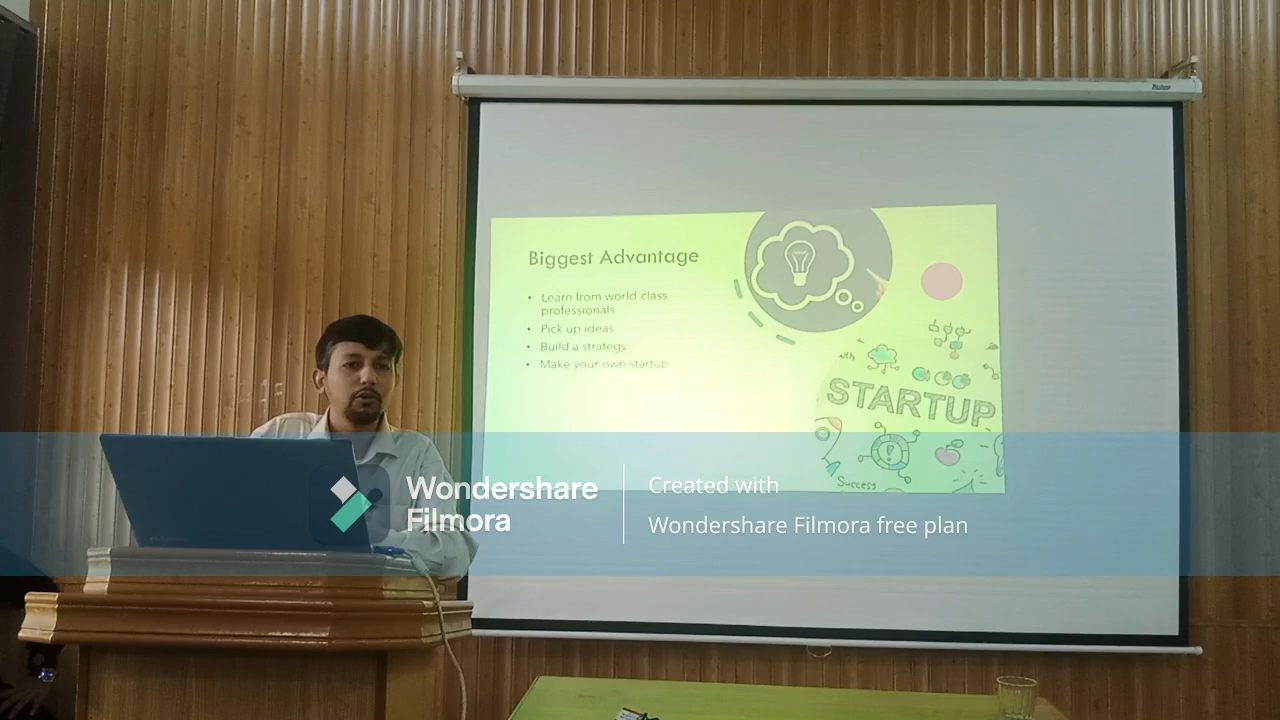 Biggest Advantage
• Learn from world class
professionals
• Pick up ideas
• Build a strategy
• Make your own startup
with
STARTUP
Success
Wondershare
Filmora
Created with
Wondershare Filmora free plan